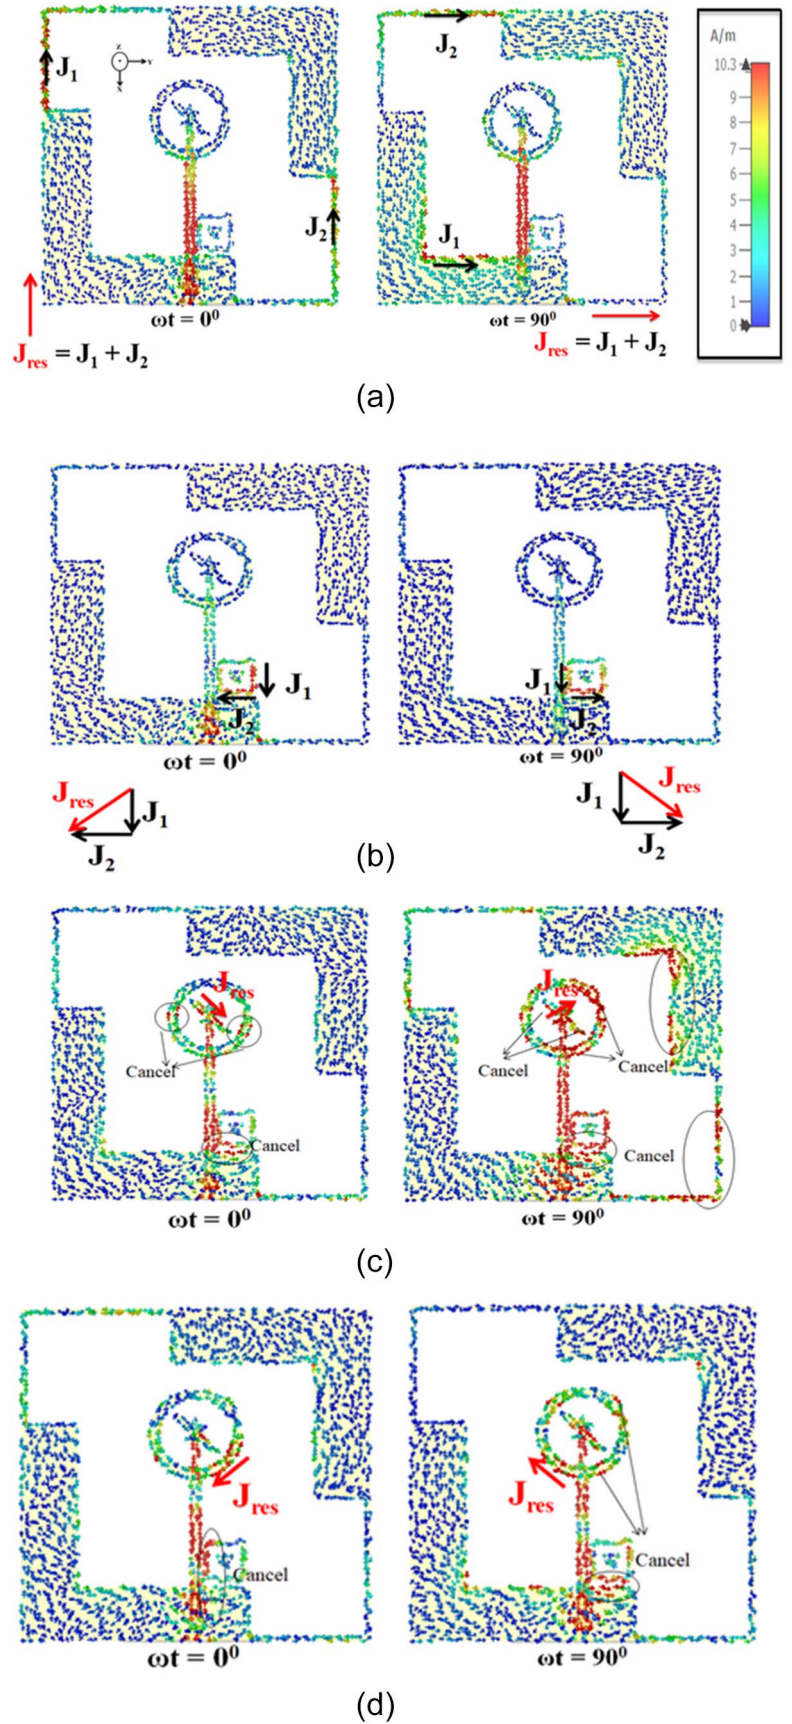 A/m
10.3
9
8
7
6
5
4
3
2
1
0
J1
Z
Y
X
J2
ωt = 0⁰
Jres = J1 + J2
J2
J1
ωt = 90⁰
Jres = J1 + J2
(a)
J1
J2
ωt = 0⁰
Jres
J1
J2
J1
J2
ωt = 90⁰
J1
Jres
J2
(b)
Jres
Cancel
Cancel
ωt = 0⁰
Jres
Cancel
Cancel
Cancel
ωt = 90⁰
(c)
Jres
Cancel
ωt = 0⁰
Jres
Cancel
ωt = 90⁰
(d)